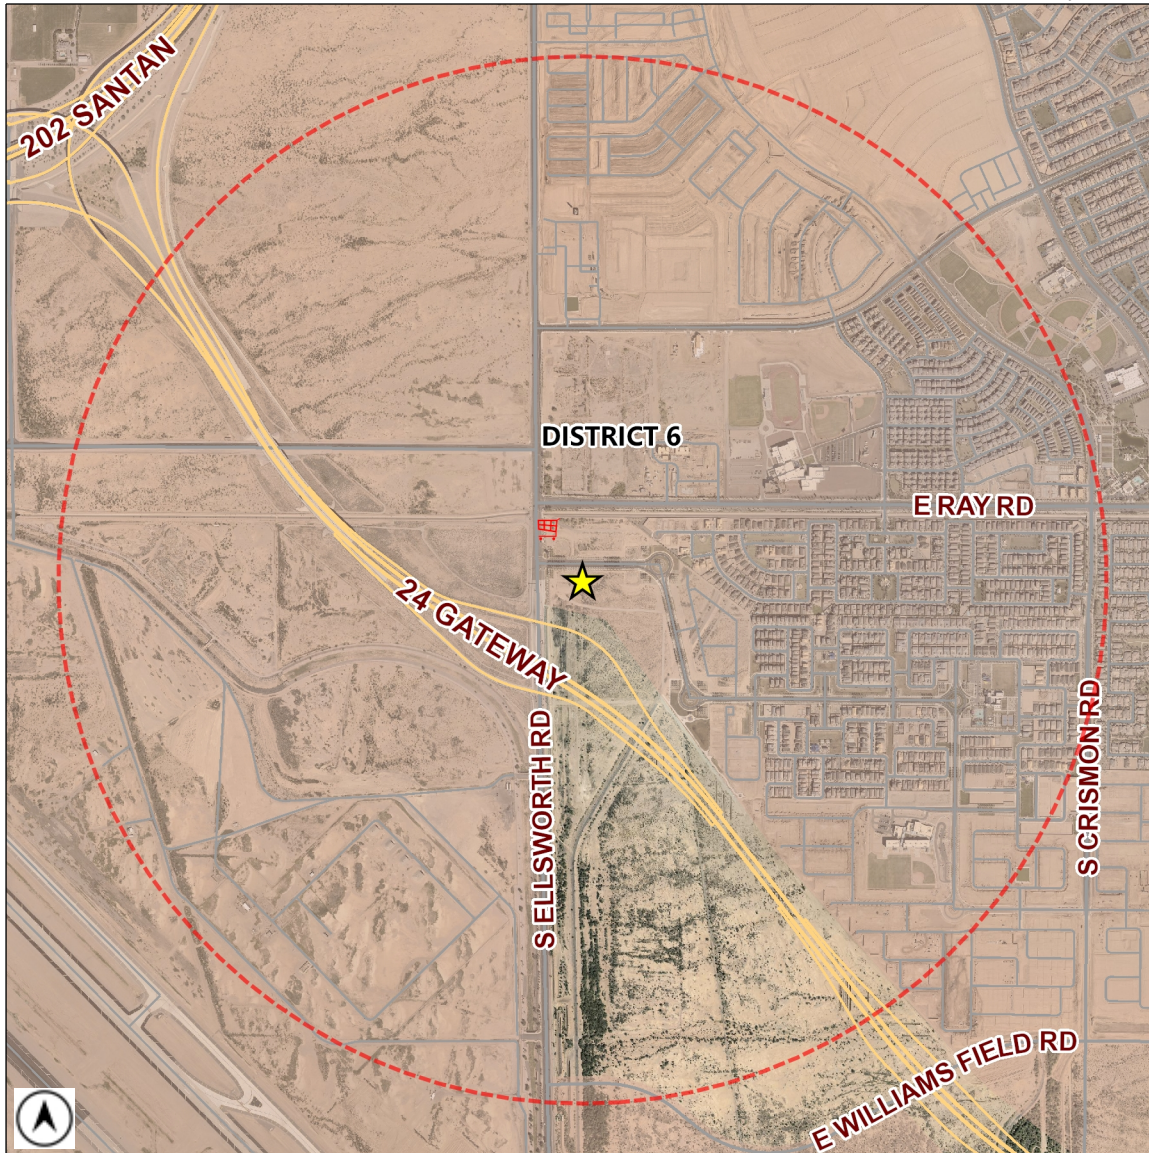 202 SANTAN
DISTRICT 6
E RAY RD
24 GATEWAY
S ELLSWORTH RD
S CRISMON RD
E WILLIAMS FIELD RD